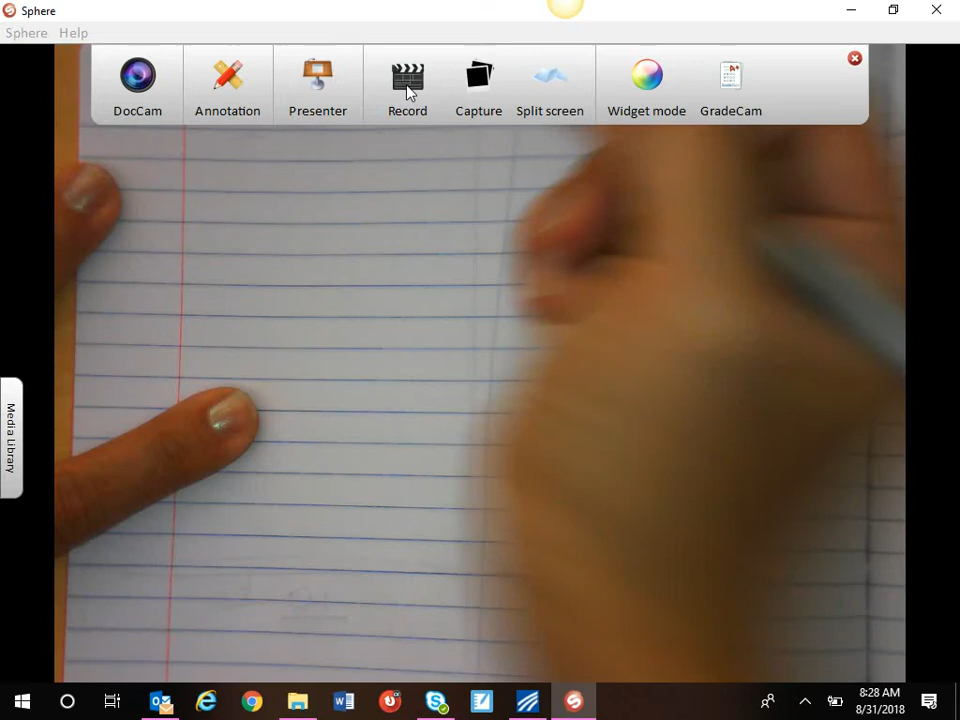 Sphere
Sphere Help
DocCam Annotation Presenter Record Capture Split screen Widget mode GradeCam
Media Library
8:28 AM
8/31/2018